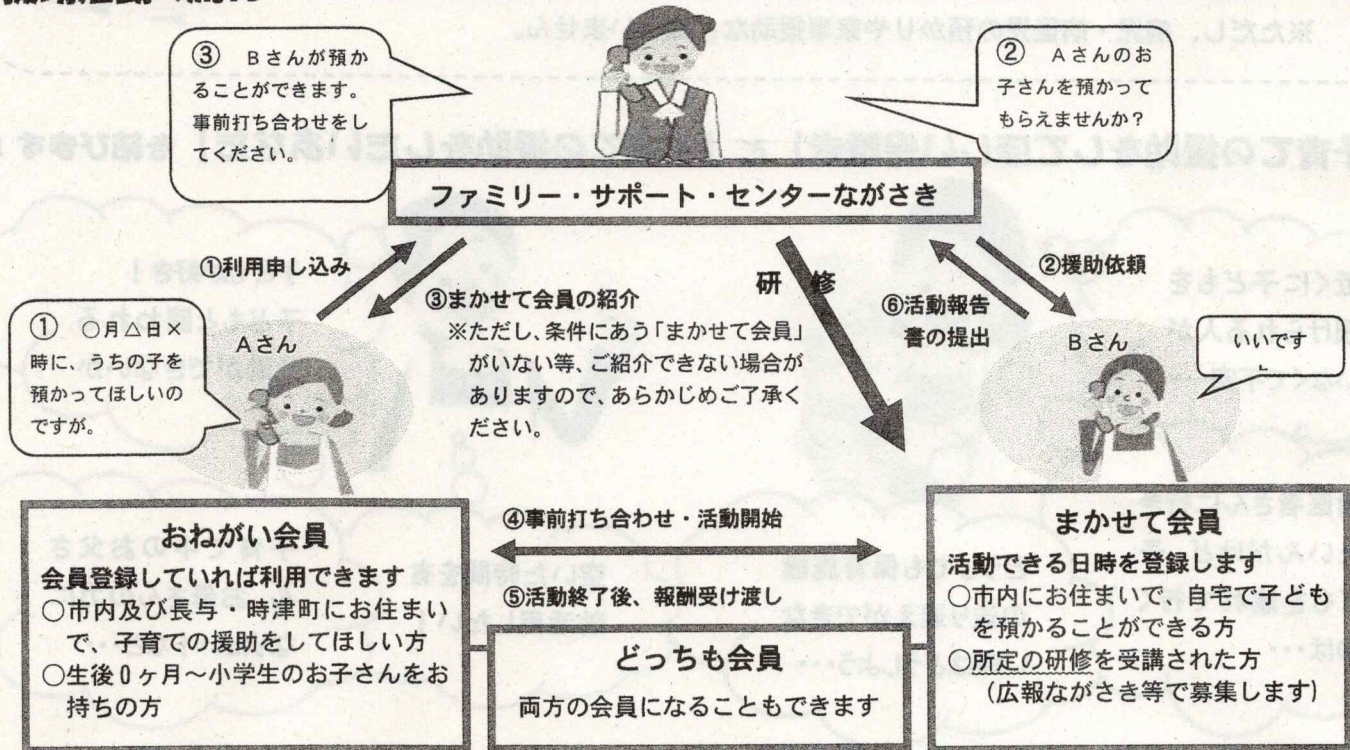 ③ Bさんが預か
ることができます。
事前打ち合わせをし
てください。
② Aさんのお
子さんを預かって
もらえませんか？
ファミリー・サポート・センターながさき
①利用申し込み
③まかせて会員の紹介
※ただし、条件にあう「まかせて会員」
がいない等、ご紹介できない場合が
ありますので、あらかじめご了承く
ださい。
研 修
⑥活動報告
書の提出
②援助依頼
① ○月△日×
時に、うちの子を
預かってほしいの
ですが。
Aさん
Bさん
いいです
おねがい会員
会員登録していれば利用できます
○市内及び長与・時津町にお住まい
で、子育ての援助をしてほしい方
○生後0ヶ月～小学生のお子さんをお
持ちの方
④事前打ち合わせ・活動開始
⑤活動終了後、報酬受け渡し
どっちも会員
両方の会員になることもできます
まかせて会員
活動できる日時を登録します
○市内にお住まいで、自宅で子ども
を預かることができる方
○所定の研修を受講された方
(広報ながさき等で募集します)